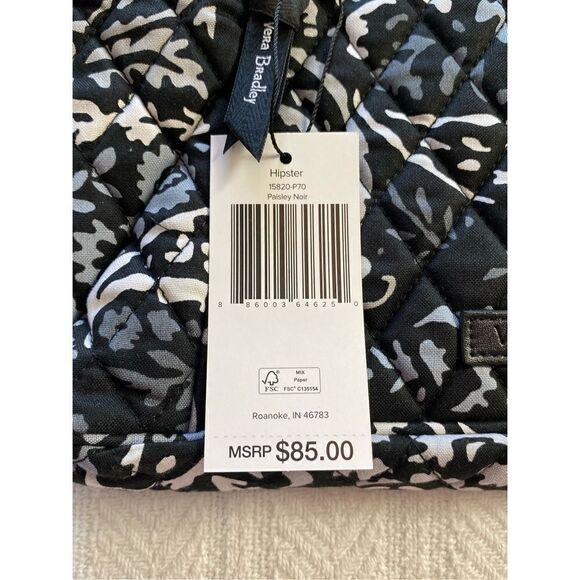 Vera Bradley
Hipster
15820-P70
Paisley Noir
8 86003 64625 0
FSC
MIX
Paper
FSC® C135154
Roanoke, IN 46783
MSRP $85.00
V